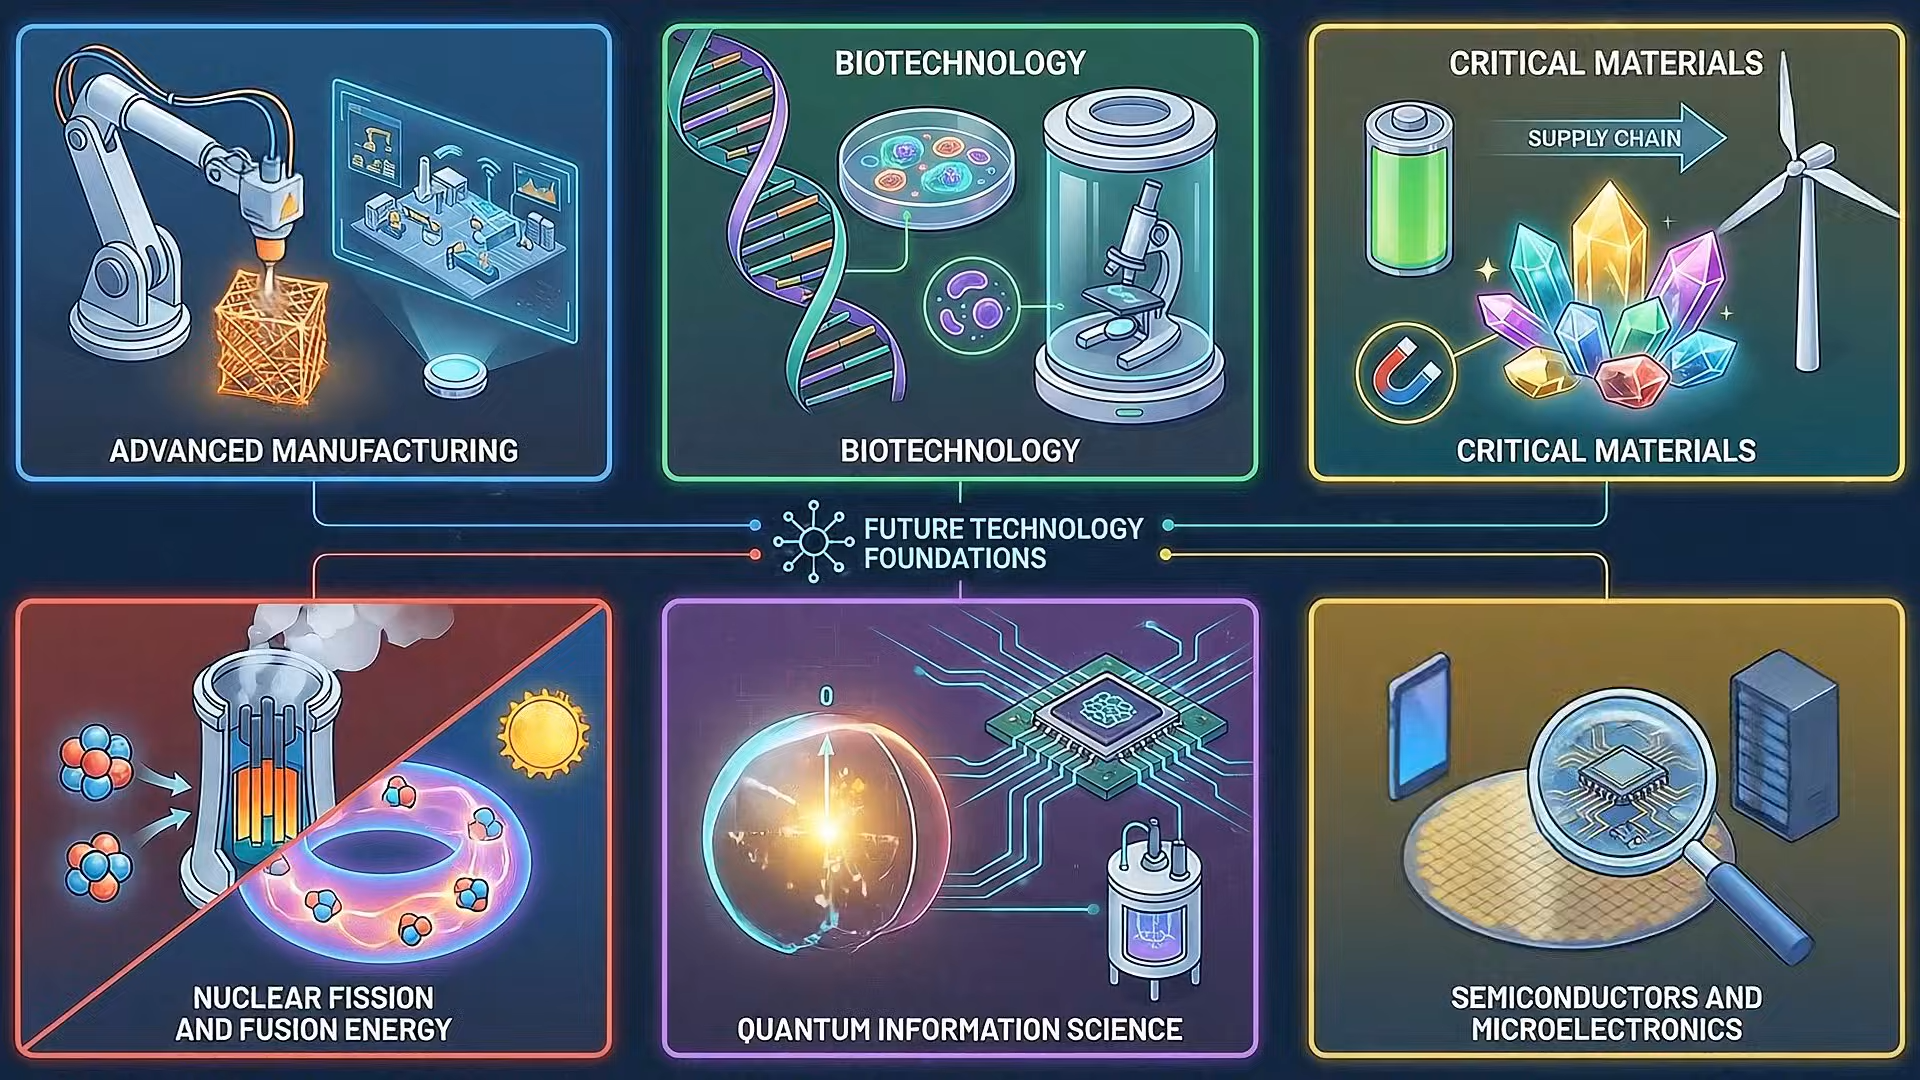 BIOTECHNOLOGY
CRITICAL MATERIALS
SUPPLY CHAIN
ADVANCED MANUFACTURING
BIOTECHNOLOGY
CRITICAL MATERIALS
FUTURE TECHNOLOGY
FOUNDATIONS
0
NUCLEAR FISSION
AND FUSION ENERGY
QUANTUM INFORMATION SCIENCE
SEMICONDUCTORS AND
MICROELECTRONICS